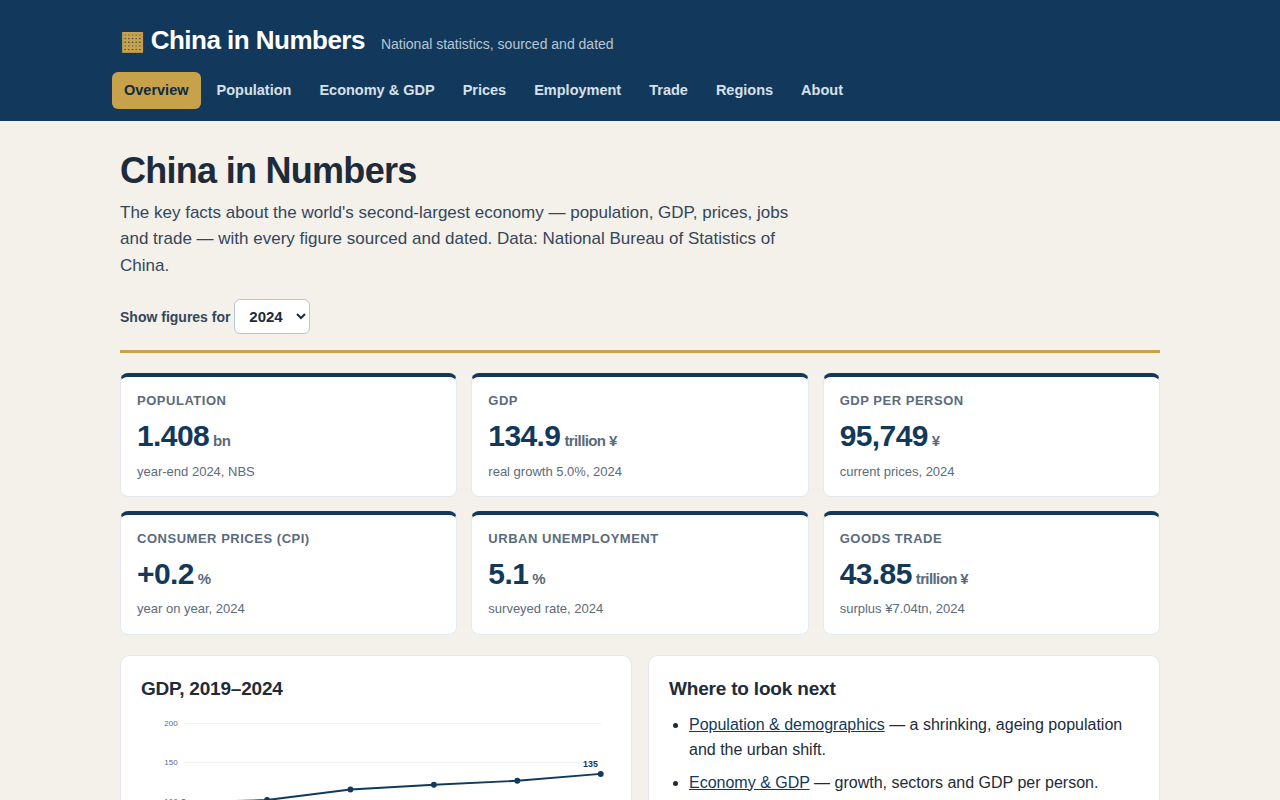 China in Numbers National statistics, sourced and dated
Overview Population Economy & GDP Prices Employment Trade Regions About
China in Numbers
The key facts about the world's second-largest economy — population, GDP, prices, jobs
and trade — with every figure sourced and dated. Data: National Bureau of Statistics of
China.
Show figures for 2024
POPULATION
1.408 bn
year-end 2024, NBS
GDP
134.9 trillion ¥
real growth 5.0%, 2024
GDP PER PERSON
95,749 ¥
current prices, 2024
CONSUMER PRICES (CPI)
+0.2 %
year on year, 2024
URBAN UNEMPLOYMENT
5.1 %
surveyed rate, 2024
GOODS TRADE
43.85 trillion ¥
surplus ¥7.04tn, 2024
GDP, 2019–2024
200
150
135
Where to look next
Population & demographics — a shrinking, ageing population
and the urban shift.
Economy & GDP — growth, sectors and GDP per person.